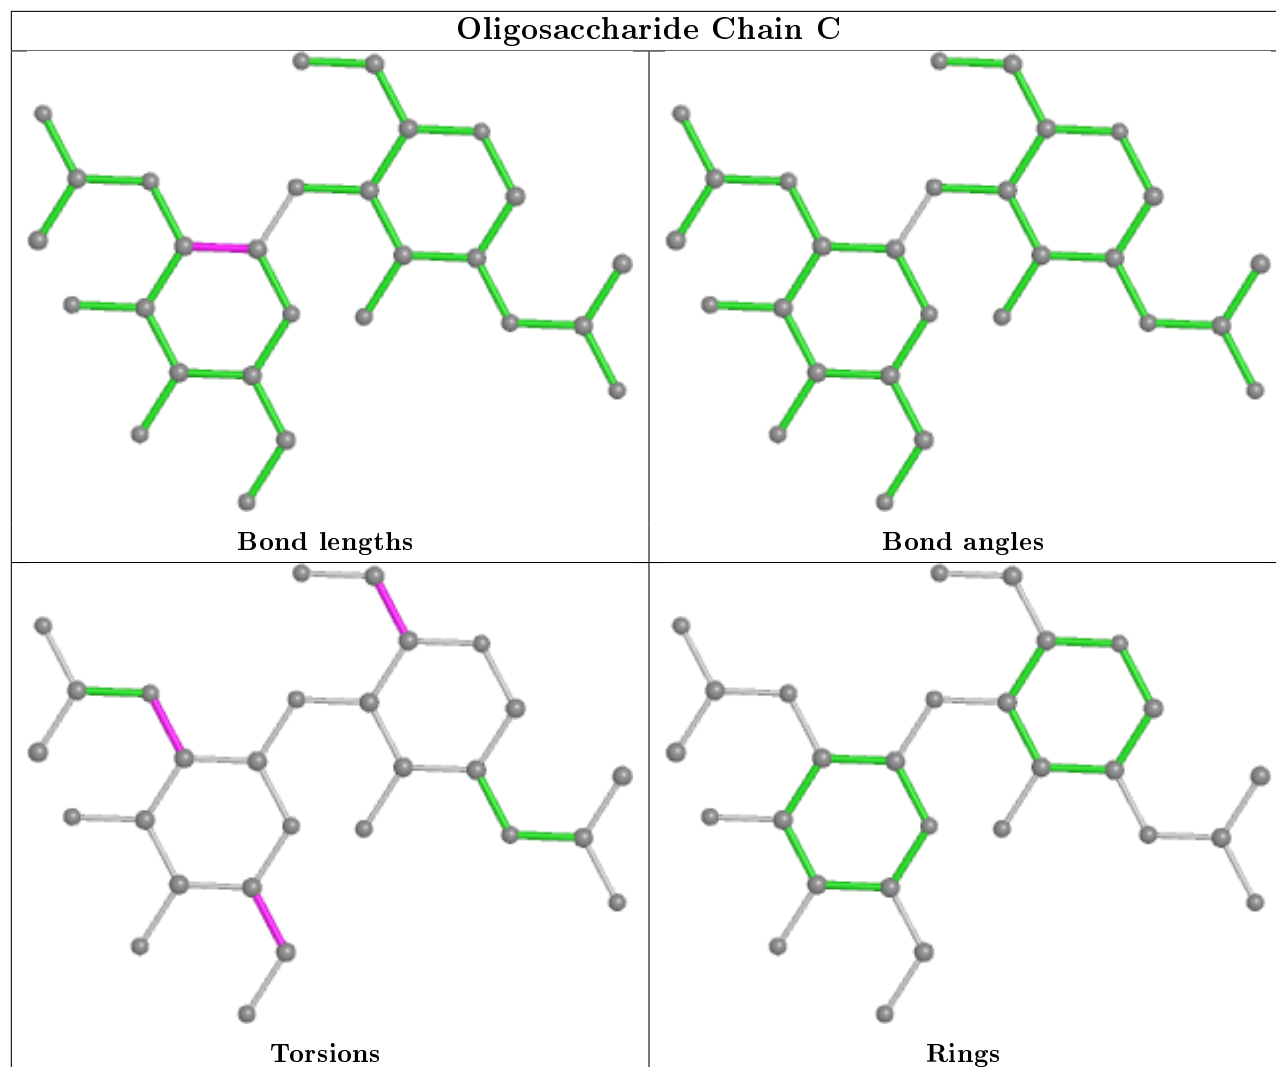 Oligosaccharide Chain C
Bond lengths
Bond angles
Torsions
Rings